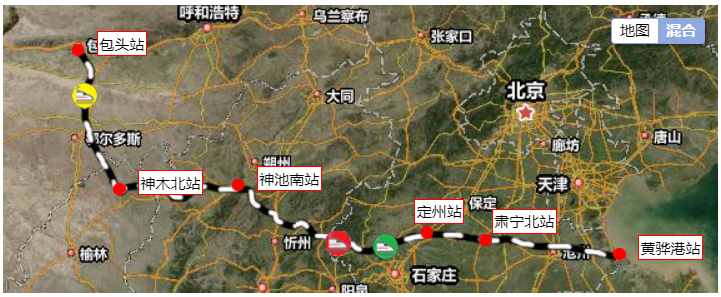 呼和浩特
乌兰察布
承德
地图
混合
包头站
张家口
北京
大同
鄂尔多斯
廊坊
唐山
朔州
神木北站
神池南站
天津
保定
定州站
肃宁北站
忻州
黄骅港站
榆林
沧州
石家庄
阳泉